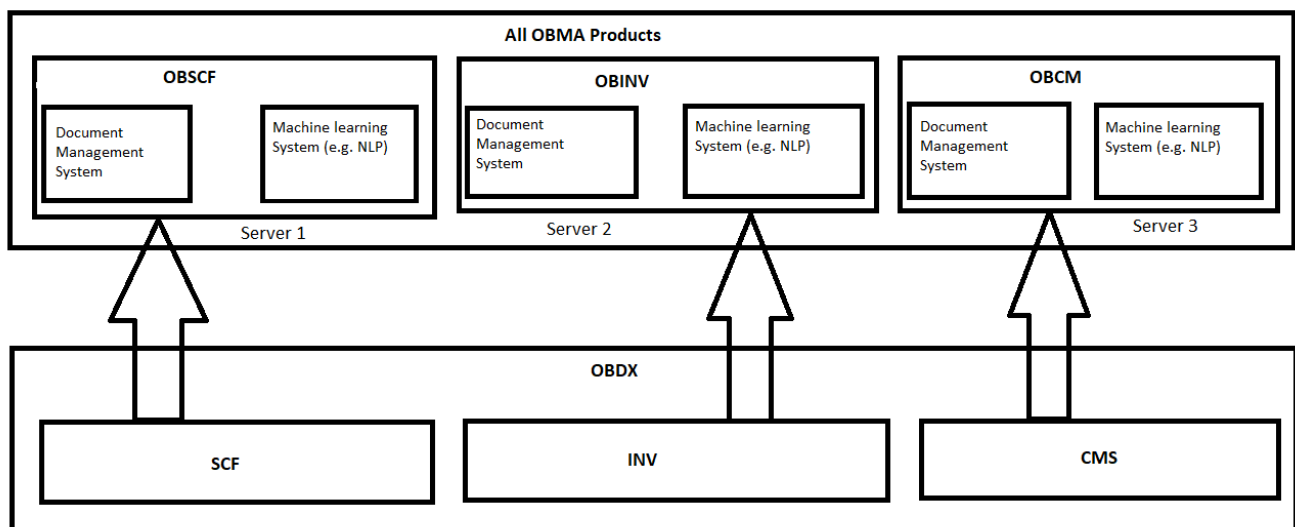 All OBMA Products
OBSCF
Document
Management
System
Machine learning
System (e.g. NLP)
Server 1
OBINV
Document
Management
System
Machine learning
System (e.g. NLP)
Server 2
OBCM
Document
Management
System
Machine learning
System (e.g. NLP)
Server 3
OBDX
SCF
INV
CMS